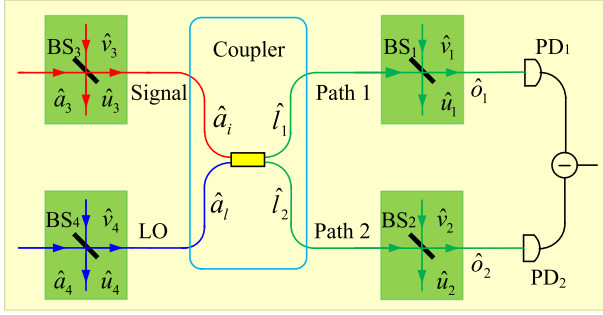 BS₃ v̂₃
â₃ û₃
Signal
Coupler
âᵢ l̂₁
âₗ l̂₂
Path 1
BS₁ v̂₁
û₁
ô₁
PD₁
−
BS₄ v̂₄
â₄ û₄
LO
Path 2
BS₂ v̂₂
û₂
ô₂
PD₂